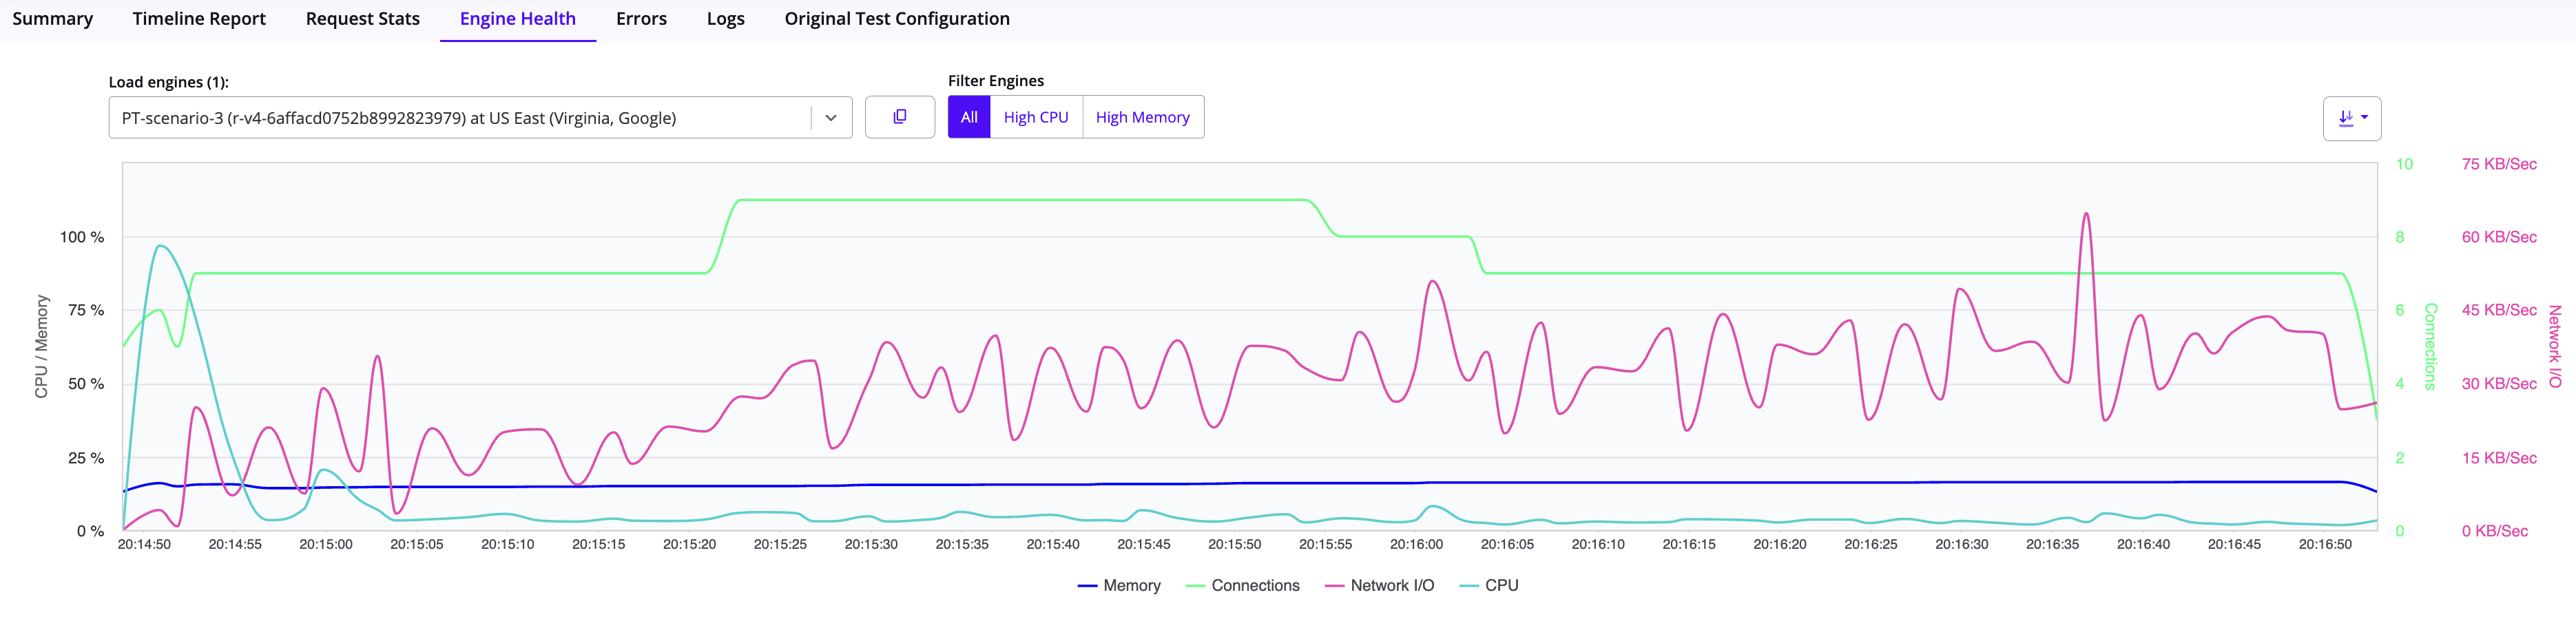 Summary Timeline Report Request Stats Engine Health Errors Logs Original Test Configuration
Load engines (1):
Filter Engines
PT-scenario-3 (r-v4-6affacd0752b8992823979) at US East (Virginia, Google)
All High CPU High Memory
10 75 KB/Sec
100 % 8 60 KB/Sec
75 % 6 45 KB/Sec
50 % 4 30 KB/Sec
25 % 2 15 KB/Sec
0 % 0 0 KB/Sec
CPU / Memory
Connections
Network I/O
20:14:50 20:14:55 20:15:00 20:15:05 20:15:10 20:15:15 20:15:20 20:15:25 20:15:30 20:15:35 20:15:40 20:15:45 20:15:50 20:15:55 20:16:00 20:16:05 20:16:10 20:16:15 20:16:20 20:16:25 20:16:30 20:16:35 20:16:40 20:16:45 20:16:50
Memory Connections Network I/O CPU